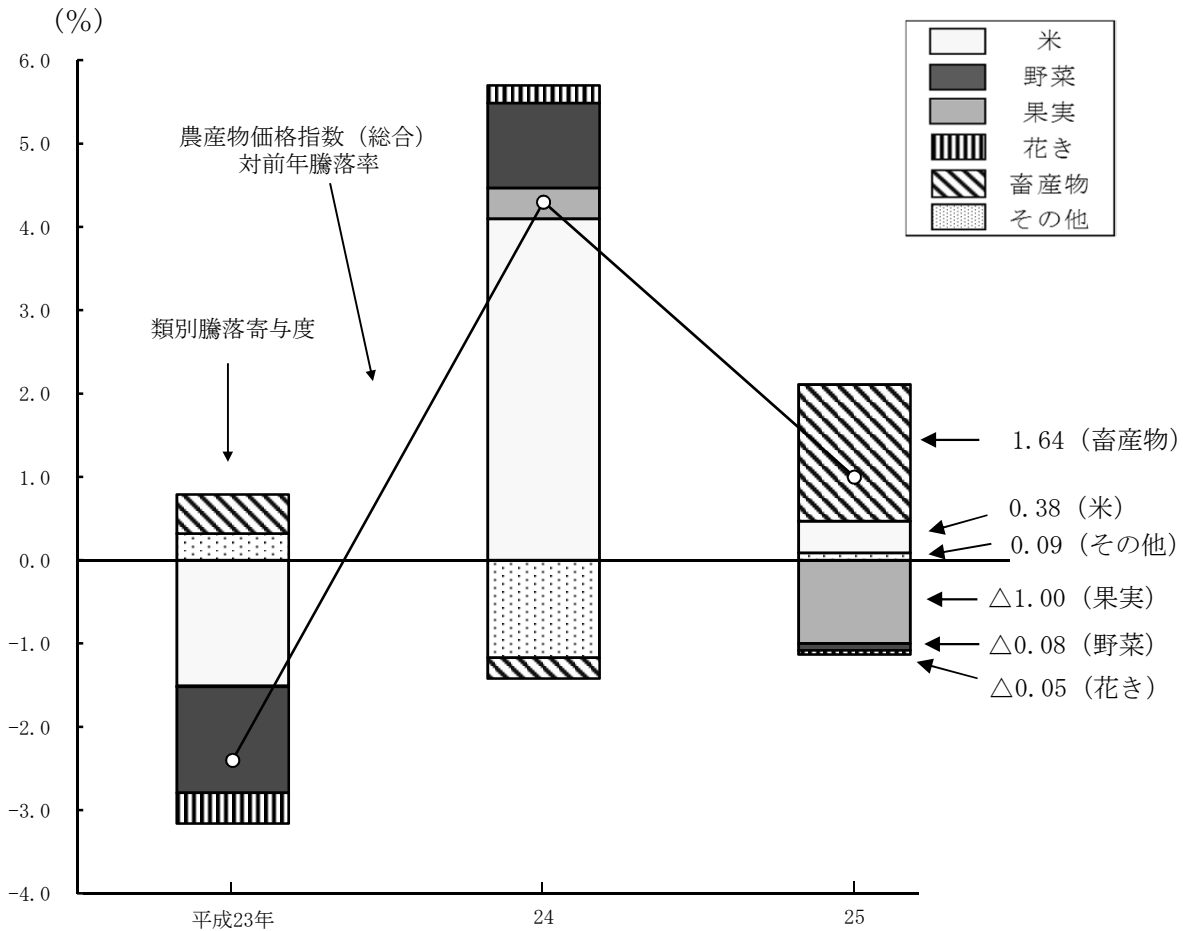 (%)
6.0
5.0
4.0
3.0
2.0
1.0
0.0
-1.0
-2.0
-3.0
-4.0
農産物価格指数（総合）
対前年騰落率
類別騰落寄与度
米
野菜
果実
花き
畜産物
その他
1.64（畜産物）
0.38（米）
0.09（その他）
△1.00（果実）
△0.08（野菜）
△0.05（花き）
平成23年
24
25